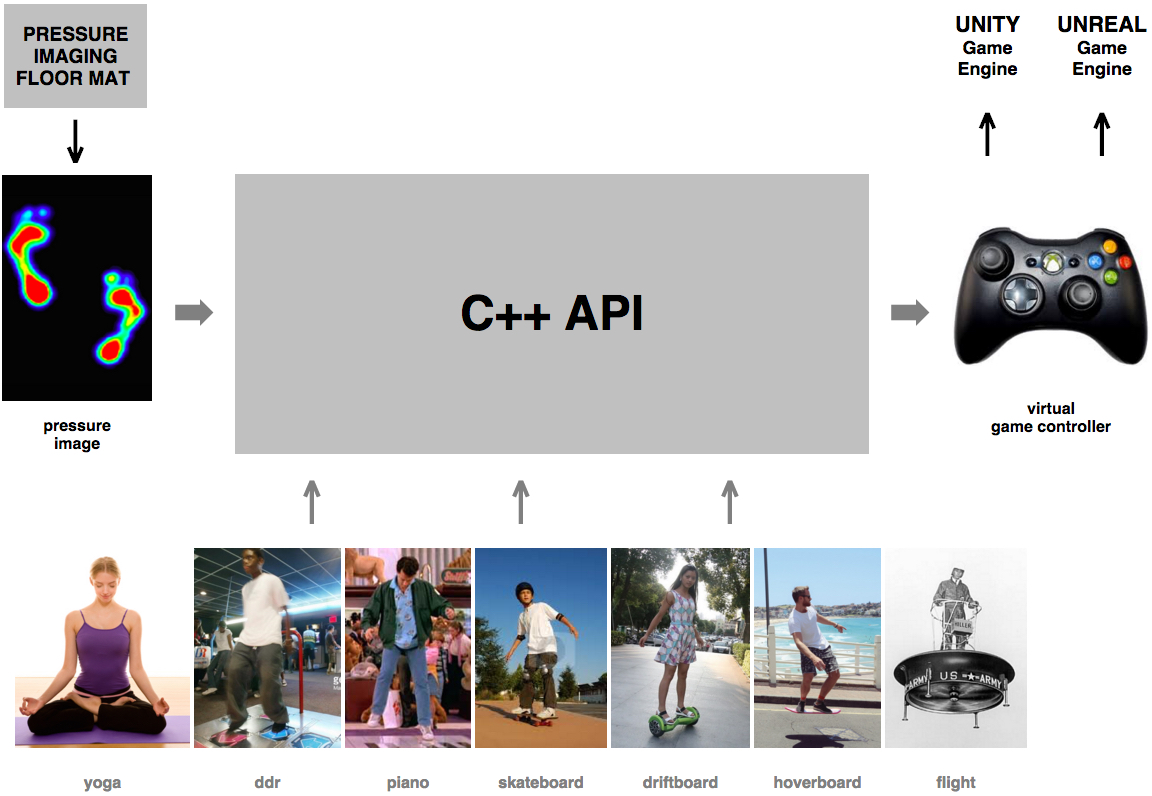 PRESSURE
IMAGING
FLOOR MAT
UNITY
Game
Engine
UNREAL
Game
Engine
C++ API
pressure
image
virtual
game controller
HILLER
ARMY US ARMY
yoga
ddr
piano
skateboard
driftboard
hoverboard
flight